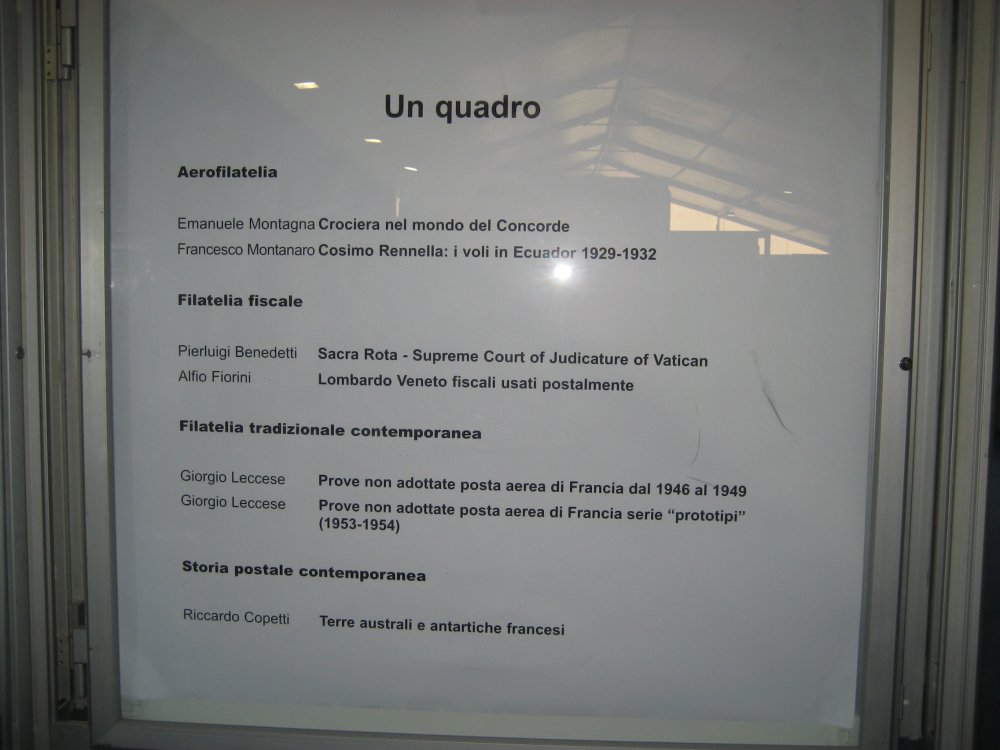 Un quadro
Aerofilatelia
Emanuele Montagna Crociera nel mondo del Concorde
Francesco Montanaro Cosimo Rennella: i voli in Ecuador 1929-1932
Filatelia fiscale
Pierluigi Benedetti Sacra Rota - Supreme Court of Judicature of Vatican
Alfio Fiorini Lombardo Veneto fiscali usati postalmente
Filatelia tradizionale contemporanea
Giorgio Leccese Prove non adottate posta aerea di Francia dal 1946 al 1949
Giorgio Leccese Prove non adottate posta aerea di Francia serie “prototipi”
(1953-1954)
Storia postale contemporanea
Riccardo Copetti Terre australi e antartiche francesi